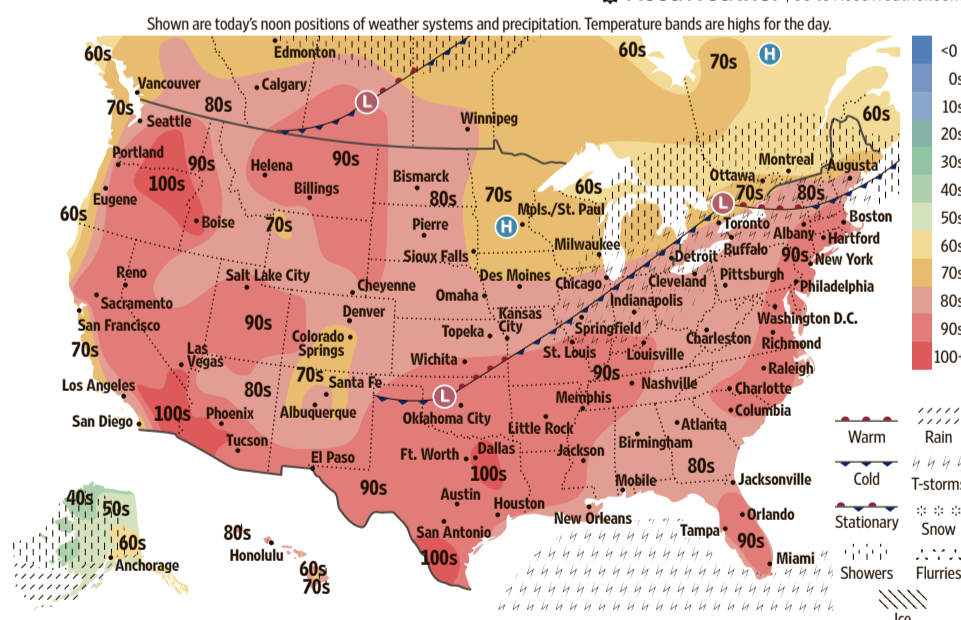 Shown are today's noon positions of weather systems and precipitation. Temperature bands are highs for the day.
60s
Edmonton
60s
70s
H
<0
0s
10s
20s
30s
40s
50s
60s
70s
80s
90s
100+
Vancouver
Calgary
70s
80s
L
Seattle
Winnipeg
60s
Portland
90s
Helena
90s
Montreal
Ottawa
Augusta
100s
Billings
Bismarck
80s
70s
60s
70s
80s
Eugene
L
60s
Boise
70s
Pierre
H
Mpls./St. Paul
Toronto
Albany
Boston
Milwaukee
Buffalo
Hartford
Sioux Falls
Detroit
90s
New York
Reno
Salt Lake City
Des Moines
Chicago
Cleveland
Pittsburgh
Sacramento
Cheyenne
Omaha
Indianapolis
Philadelphia
San Francisco
90s
Denver
Kansas
City
Springfield
Washington D.C.
Colorado
Springs
Topeka
Charleston
Richmond
70s
Las
Vegas
Wichita
St. Louis
Louisville
Raleigh
Los Angeles
80s
70s
Santa Fe
L
90s
Nashville
Charlotte
San Diego
100s
Phoenix
Albuquerque
Oklahoma City
Memphis
Columbia
Tucson
Little Rock
Atlanta
Birmingham
El Paso
Ft. Worth
Dallas
Jackson
80s
100s
Jacksonville
90s
Austin
Houston
Mobile
New Orleans
Orlando
San Antonio
Tampa
90s
100s
Miami
40s
50s
60s
Anchorage
80s
Honolulu
60s
70s
Warm
Rain
Cold
T-storms
Stationary
Snow
Showers
Flurries
Ice